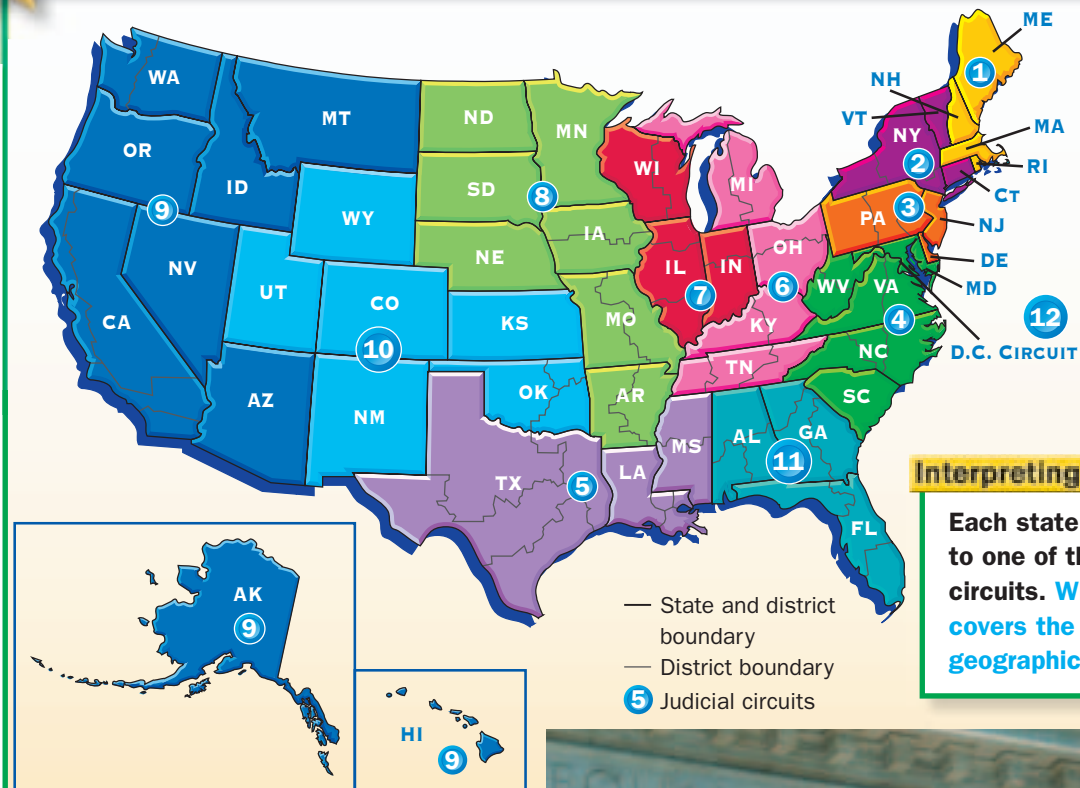 ME
1
NH
WA
MT
ND
MN
VT
NY
MA
OR
WI
2
RI
ID
SD
8
MI
CT
9
WY
IA
PA
3
NJ
NE
OH
DE
NV
UT
IL
IN
6
WV
VA
MD
CO
7
CA
KS
MO
KY
4
12
10
NC
D.C. CIRCUIT
TN
OK
AR
AZ
SC
NM
MS
AL
GA
11
LA
TX
5
FL
Interpreting
Each state
to one of th
circuits. W
covers the
geographic
AK
9
HI
9
State and district
boundary
District boundary
5 Judicial circuits